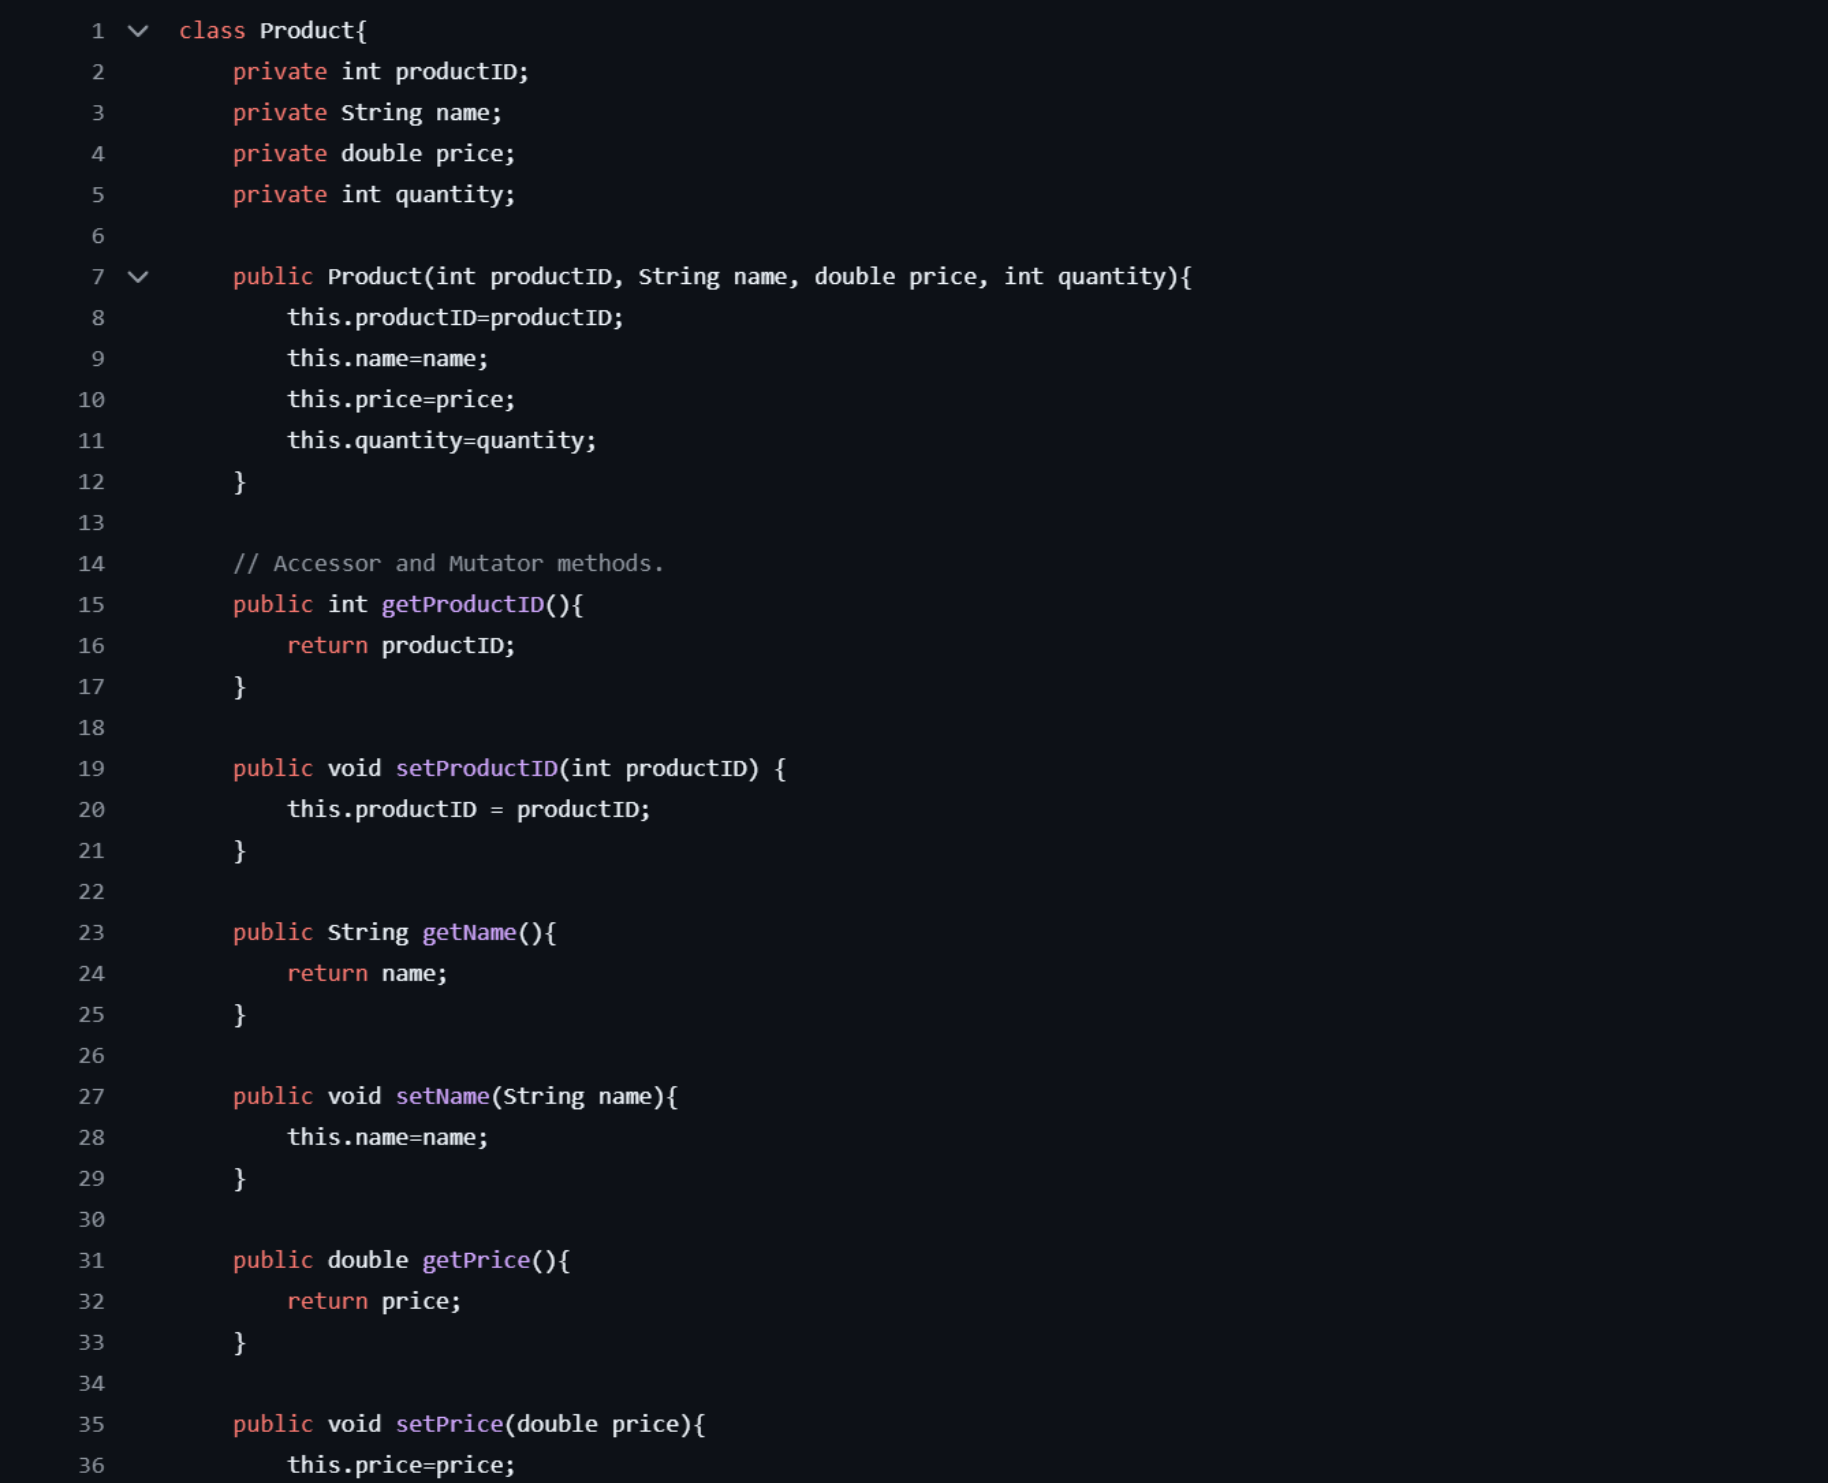 1 class Product{
2 private int productID;
3 private String name;
4 private double price;
5 private int quantity;
6
7 public Product(int productID, String name, double price, int quantity){
8 this.productID=productID;
9 this.name=name;
10 this.price=price;
11 this.quantity=quantity;
12 }
13
14 // Accessor and Mutator methods.
15 public int getProductID(){
16 return productID;
17 }
18
19 public void setProductID(int productID) {
20 this.productID = productID;
21 }
22
23 public String getName(){
24 return name;
25 }
26
27 public void setName(String name){
28 this.name=name;
29 }
30
31 public double getPrice(){
32 return price;
33 }
34
35 public void setPrice(double price){
36 this.price=price;